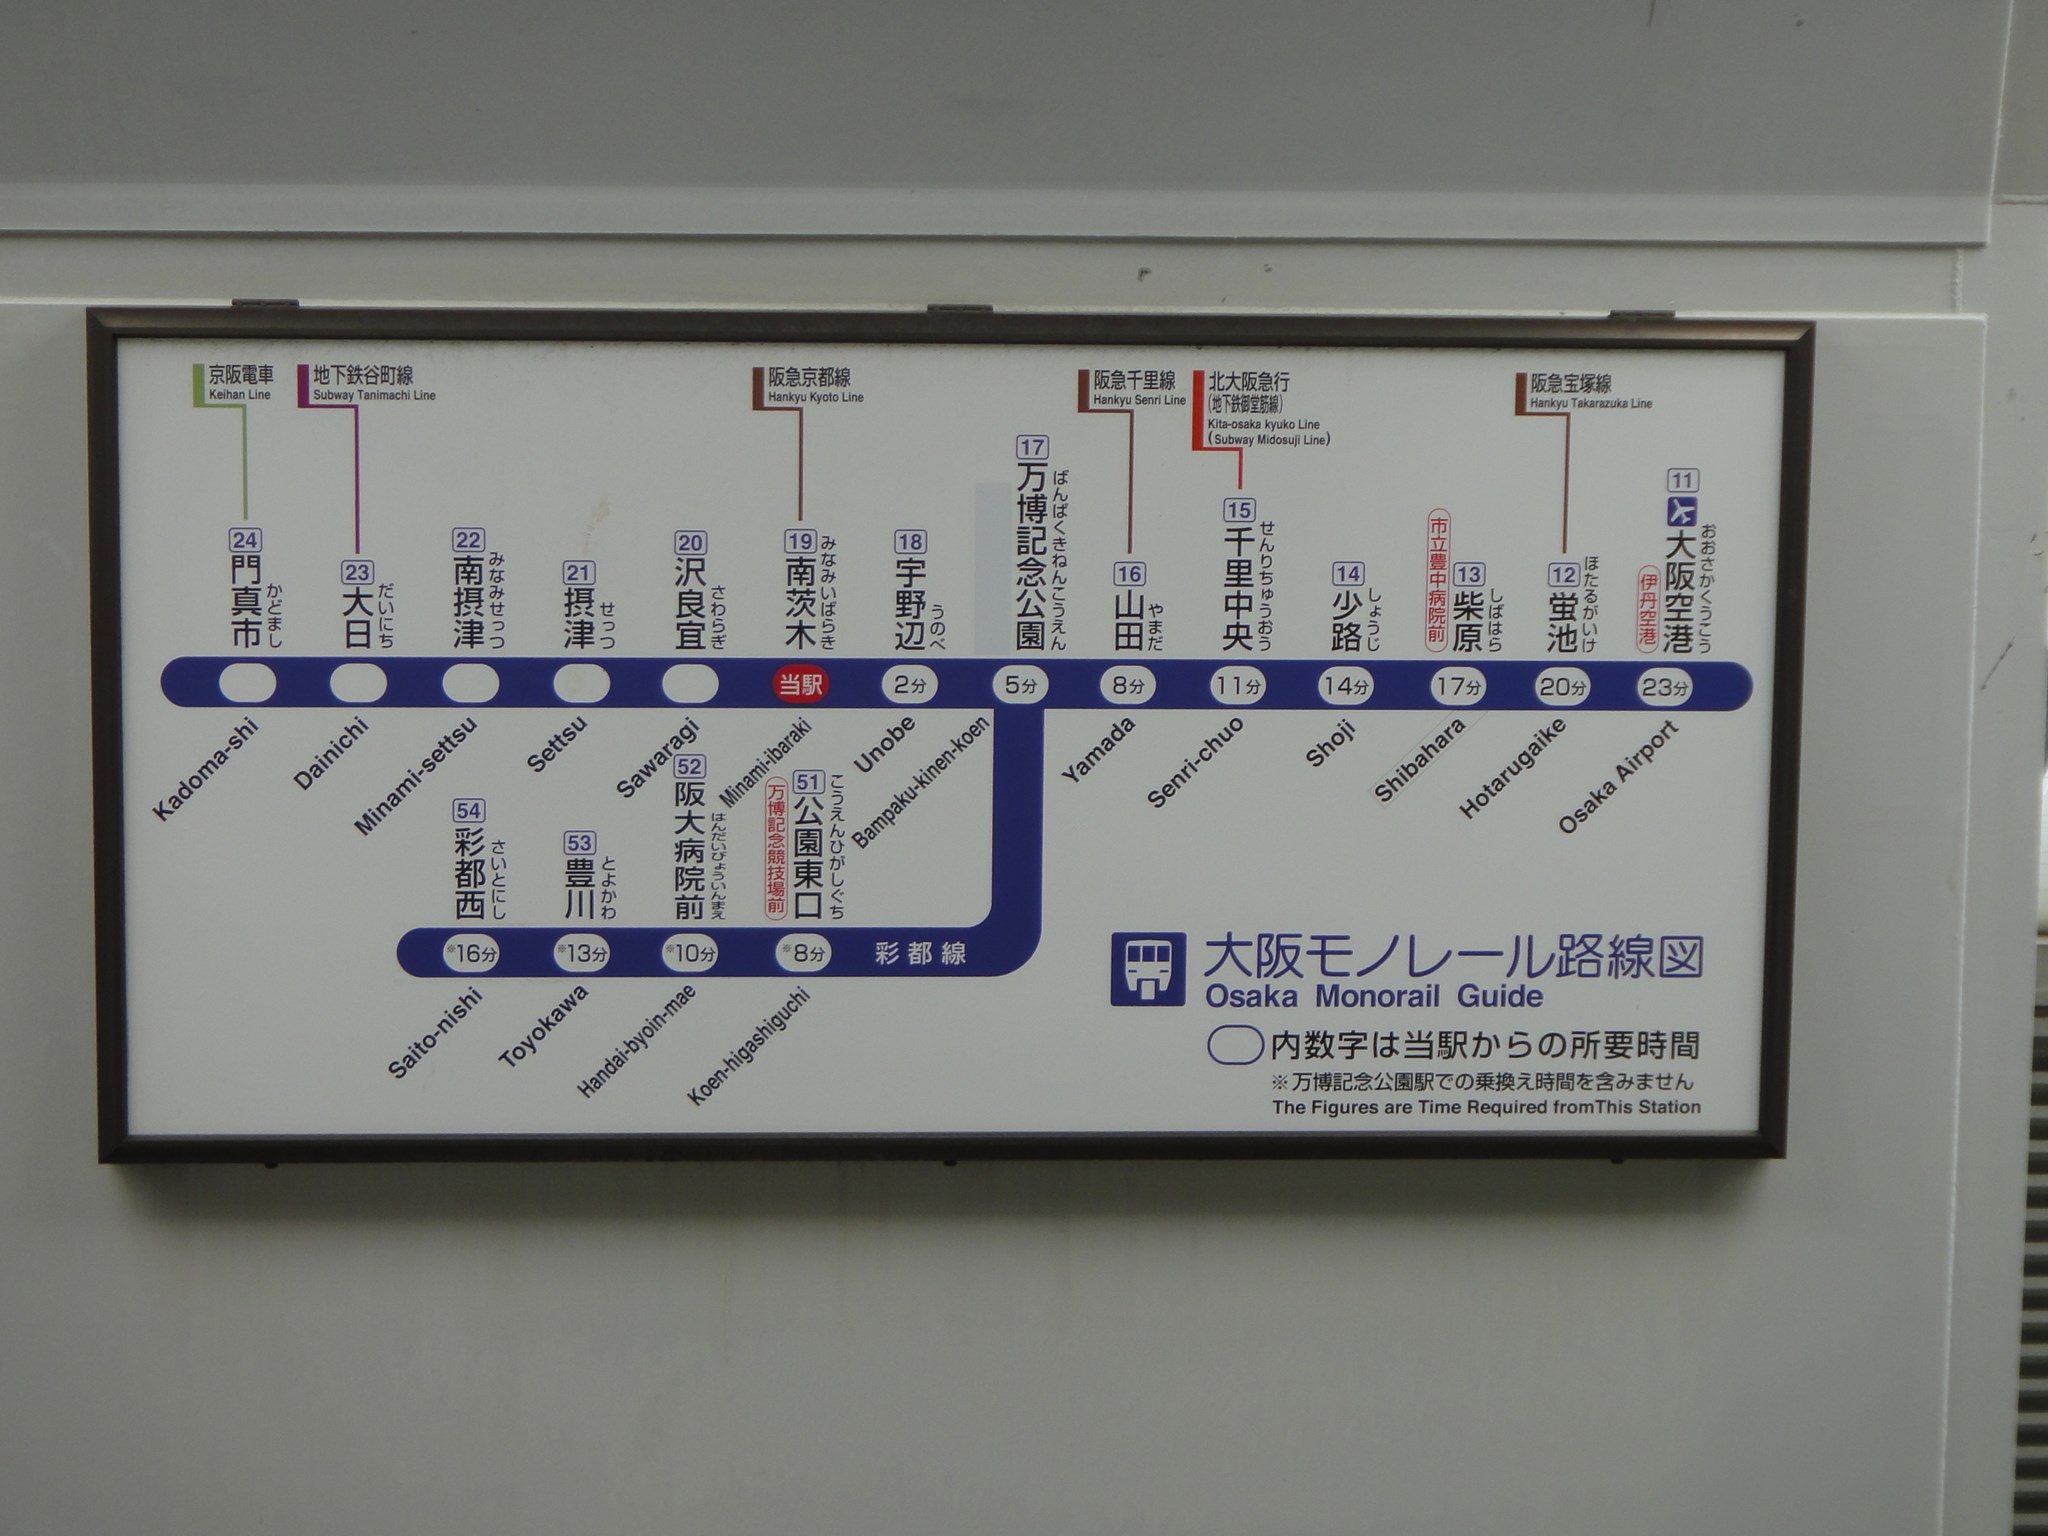 京阪電車
Keihan Line
地下鉄谷町線
Subway Tanimachi Line
阪急京都線
Hankyu Kyoto Line
阪急千里線
Hankyu Senri Line
北大阪急行
(地下鉄御堂筋線)
Kita-osaka kyuko Line
(Subway Midosuji Line)
阪急宝塚線
Hankyu Takarazuka Line
24
門真市
かどまし
23
大日
だいにち
22
南摂津
みなみせっつ
21
摂津
せっつ
20
沢良宜
さわらぎ
19
南茨木
みなみいばらき
18
宇野辺
うのべ
17
万博記念公園
ばんぱくきねんこうえん
16
山田
やまだ
15
千里中央
せんりちゅうおう
14
少路
しょうじ
市立豊中病院前
13
柴原
しばはら
12
蛍池
ほたるがいけ
11
伊丹空港
大阪空港
おおさかくうこう
当駅
2分
5分
8分
11分
14分
17分
20分
23分
Kadoma-shi
Dainichi
Minami-settsu
Settsu
Sawaragi
Minami-ibaraki
Unobe
Bampaku-kinen-koen
Yamada
Senri-chuo
Shoji
Shibahara
Hotarugaike
Osaka Airport
54
彩都西
さいとにし
53
豊川
とよかわ
52
阪大病院前
はんだいびょういんまえ
万博記念競技場前
51
公園東口
こうえんひがしぐち
※16分
※13分
※10分
※8分
彩都線
Saito-nishi
Toyokawa
Handai-byoin-mae
Koen-higashiguchi
大阪モノレール路線図
Osaka Monorail Guide
内数字は当駅からの所要時間
※万博記念公園駅での乗換え時間を含みません
The Figures are Time Required fromThis Station